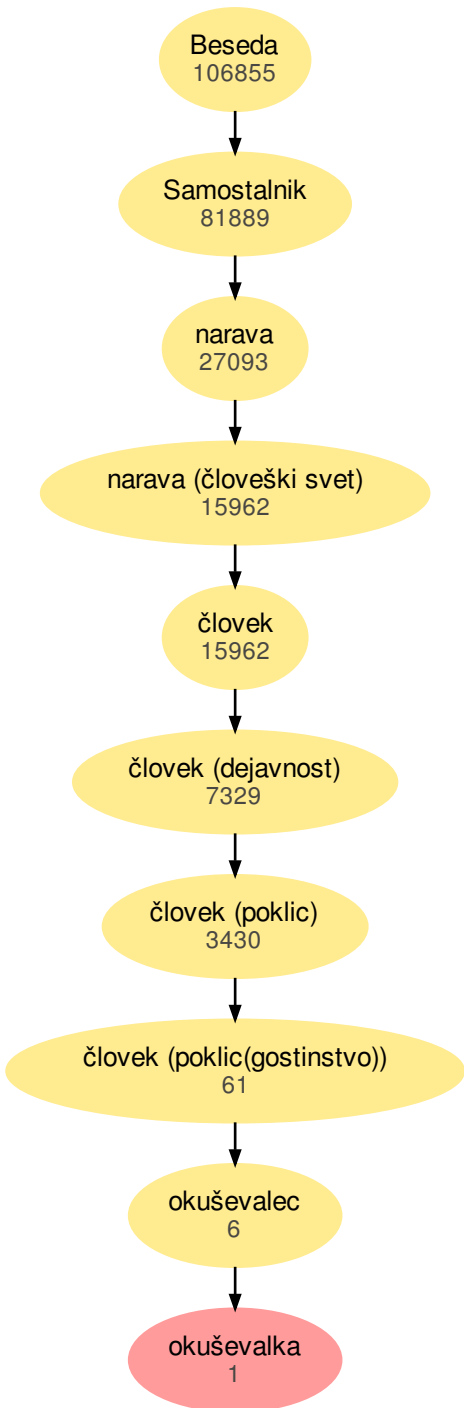 Beseda
106855
Samostalnik
81889
narava
27093
narava (človeški svet)
15962
človek
15962
človek (dejavnost)
7329
človek (poklic)
3430
človek (poklic(gostinstvo))
61
okuševalec
6
okuševalka
1